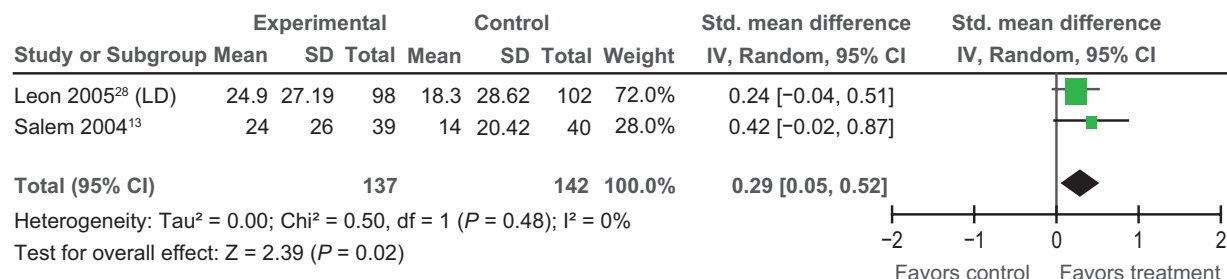 Experimental Control Std. mean difference Std. mean difference
Study or Subgroup Mean SD Total Mean SD Total Weight IV, Random, 95% CI IV, Random, 95% CI
Leon 2005²⁸ (LD) 24.9 27.19 98 18.3 28.62 102 72.0% 0.24 [−0.04, 0.51]
Salem 2004¹³ 24 26 39 14 20.42 40 28.0% 0.42 [−0.02, 0.87]
Total (95% CI) 137 142 100.0% 0.29 [0.05, 0.52]
Heterogeneity: Tau² = 0.00; Chi² = 0.50, df = 1 (P = 0.48); I² = 0%
Test for overall effect: Z = 2.39 (P = 0.02)
−2 −1 0 1 2
Favors control Favors treatment